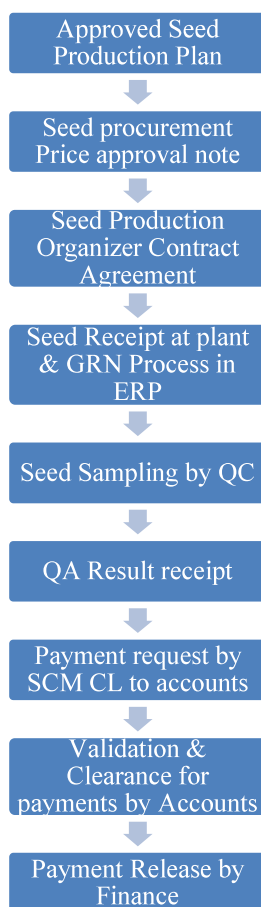 Approved Seed
Production Plan
Seed procurement
Price approval note
Seed Production
Organizer Contract
Agreement
Seed Receipt at plant
& GRN Process in
ERP
Seed Sampling by QC
QA Result receipt
Payment request by
SCM CL to accounts
Validation &
Clearance for
payments by Accounts
Payment Release by
Finance